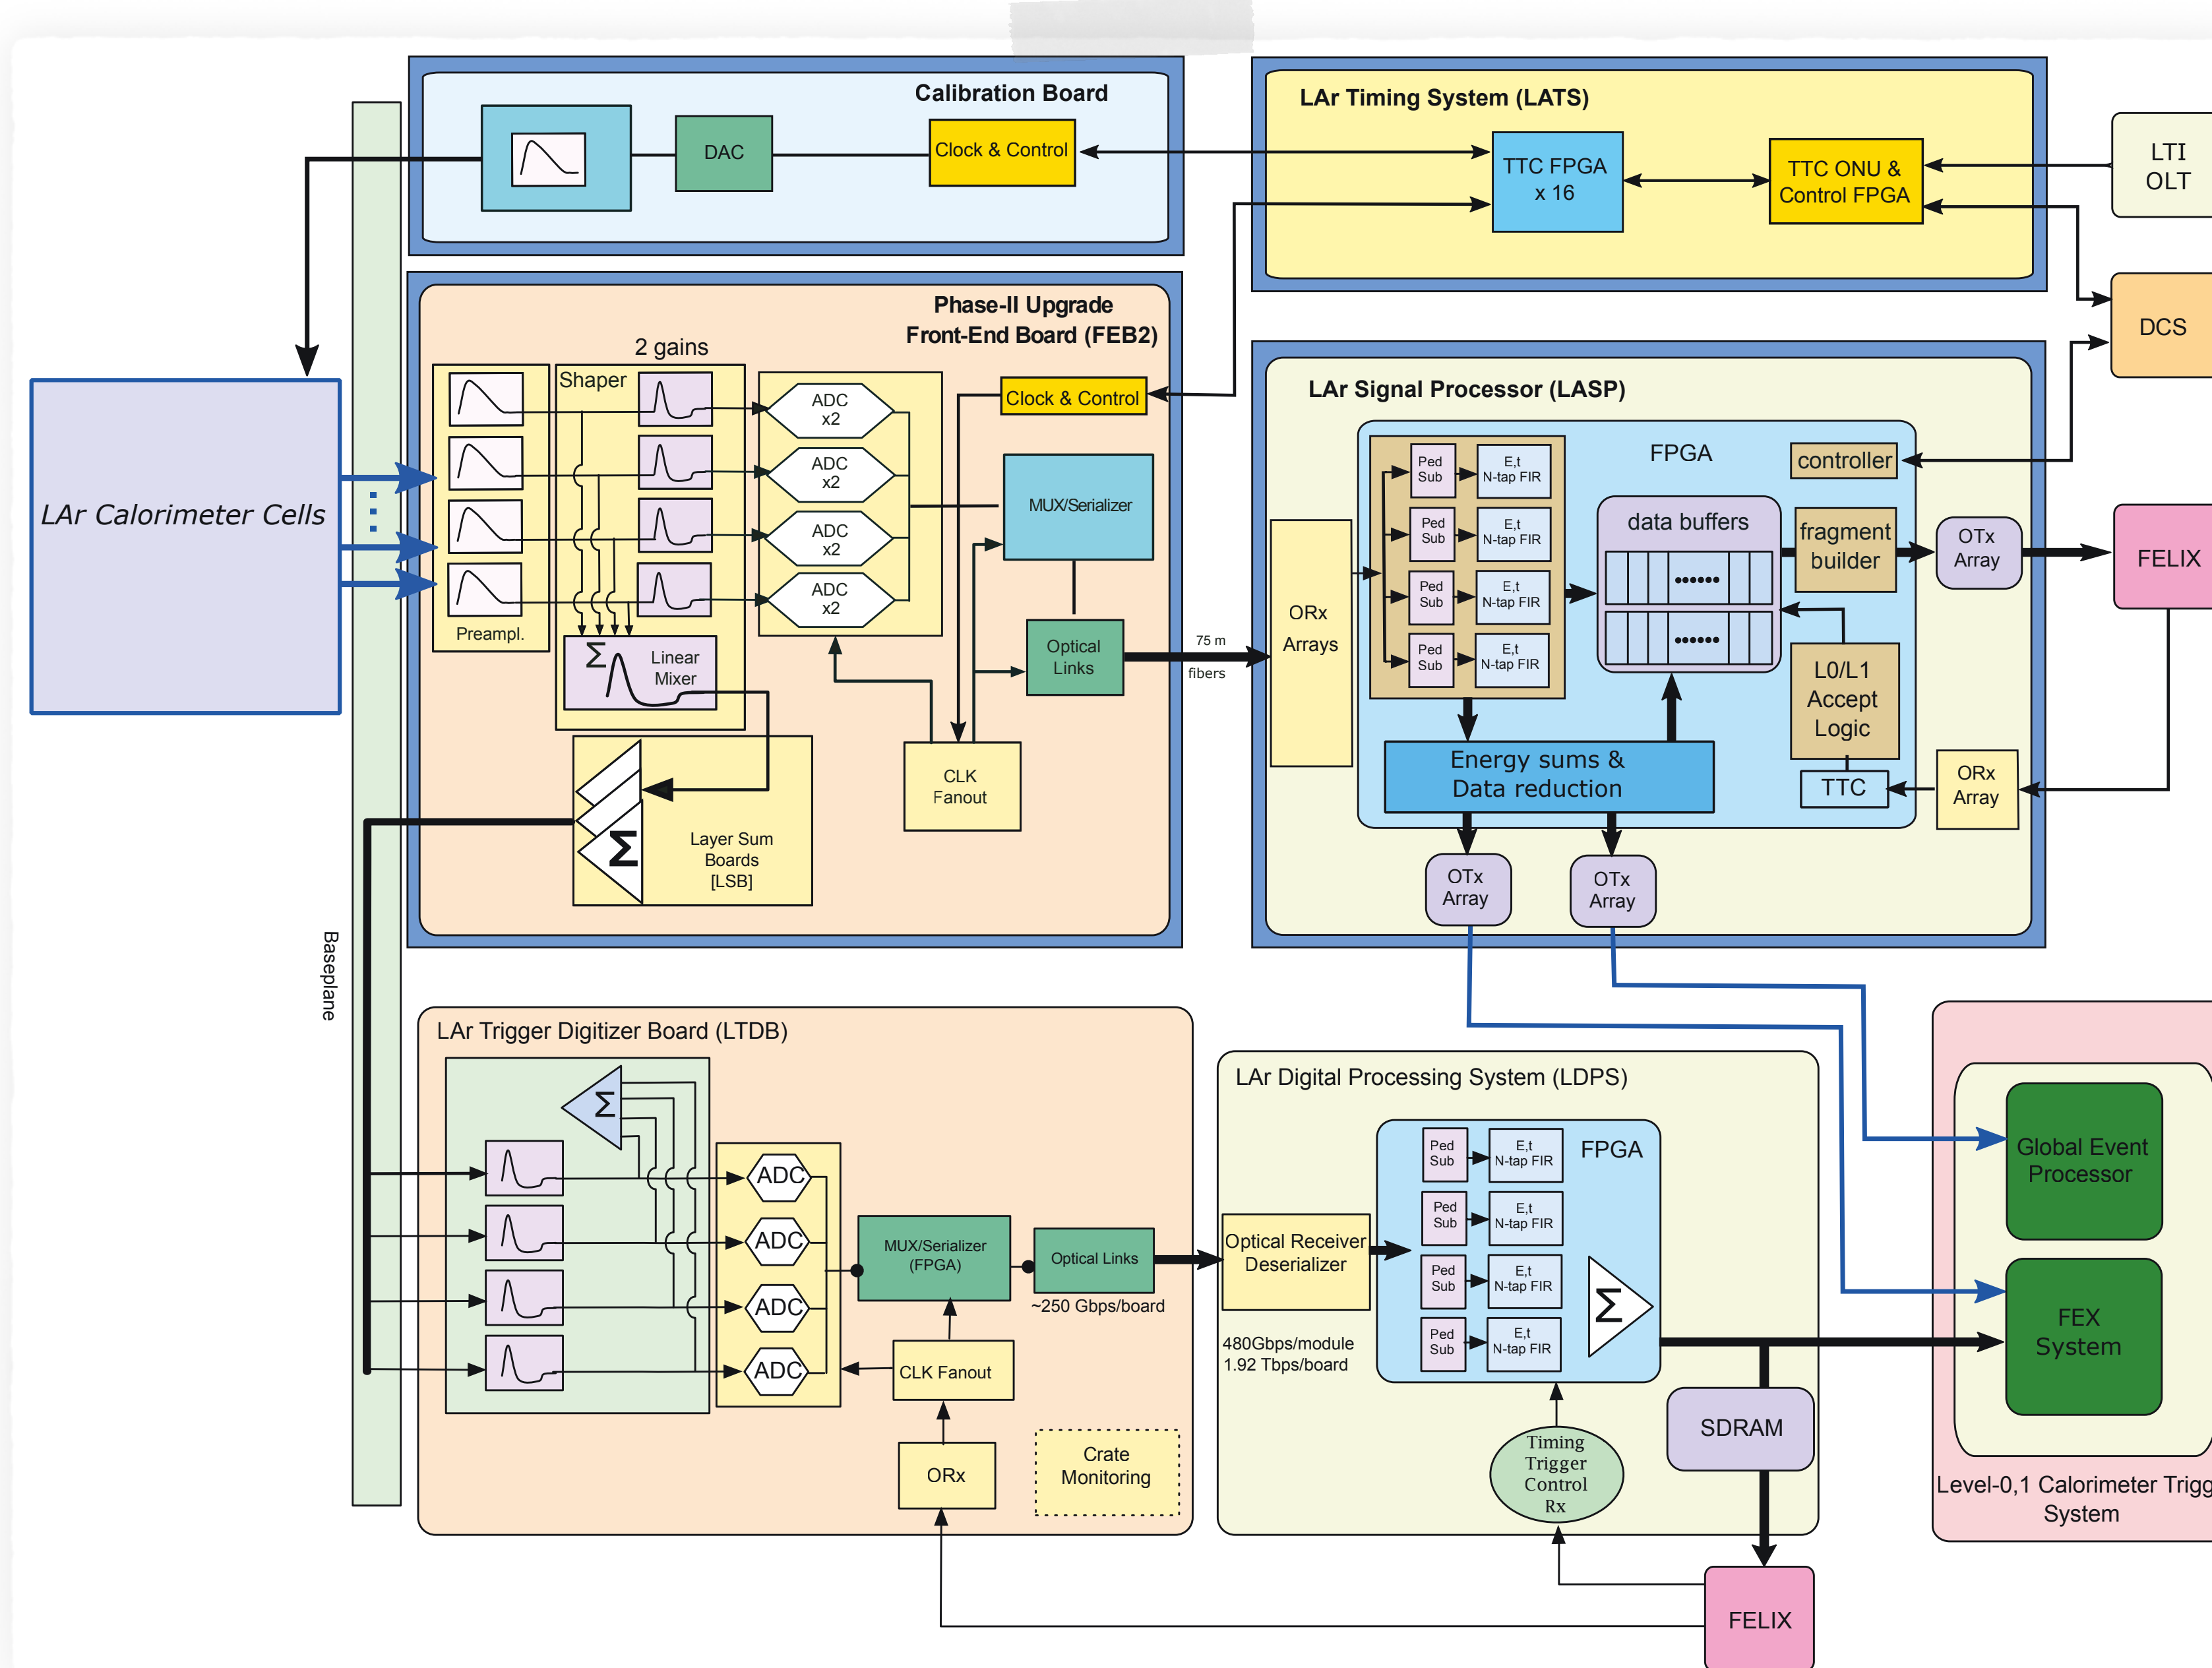 Calibration Board
DAC
Clock & Control
LAr Timing System (LATS)
TTC FPGA
x 16
TTC ONU &
Control FPGA
LTI
OLT
DCS
Phase-II Upgrade
Front-End Board (FEB2)
2 gains
Shaper
Preampl.
ADC
x2
ADC
x2
ADC
x2
ADC
x2
Clock & Control
MUX/Serializer
Optical
Links
Σ
Linear
Mixer
CLK
Fanout
Σ
Layer Sum
Boards
[LSB]
LAr Calorimeter Cells
Baseplane
75 m
fibers
LAr Signal Processor (LASP)
FPGA
ORx
Arrays
Ped
Sub
E,t
N-tap FIR
Ped
Sub
E,t
N-tap FIR
Ped
Sub
E,t
N-tap FIR
Ped
Sub
E,t
N-tap FIR
data buffers
controller
fragment
builder
OTx
Array
FELIX
L0/L1
Accept
Logic
TTC
ORx
Array
Energy sums &
Data reduction
OTx
Array
OTx
Array
LAr Trigger Digitizer Board (LTDB)
Σ
ADC
ADC
ADC
ADC
MUX/Serializer
(FPGA)
Optical Links
~250 Gbps/board
CLK Fanout
ORx
Crate
Monitoring
LAr Digital Processing System (LDPS)
Optical Receiver
Deserializer
480Gbps/module
1.92 Tbps/board
FPGA
Ped
Sub
E,t
N-tap FIR
Ped
Sub
E,t
N-tap FIR
Ped
Sub
E,t
N-tap FIR
Ped
Sub
E,t
N-tap FIR
Σ
Timing
Trigger
Control
Rx
SDRAM
FELIX
Global Event
Processor
FEX
System
Level-0,1 Calorimeter Trigg
System